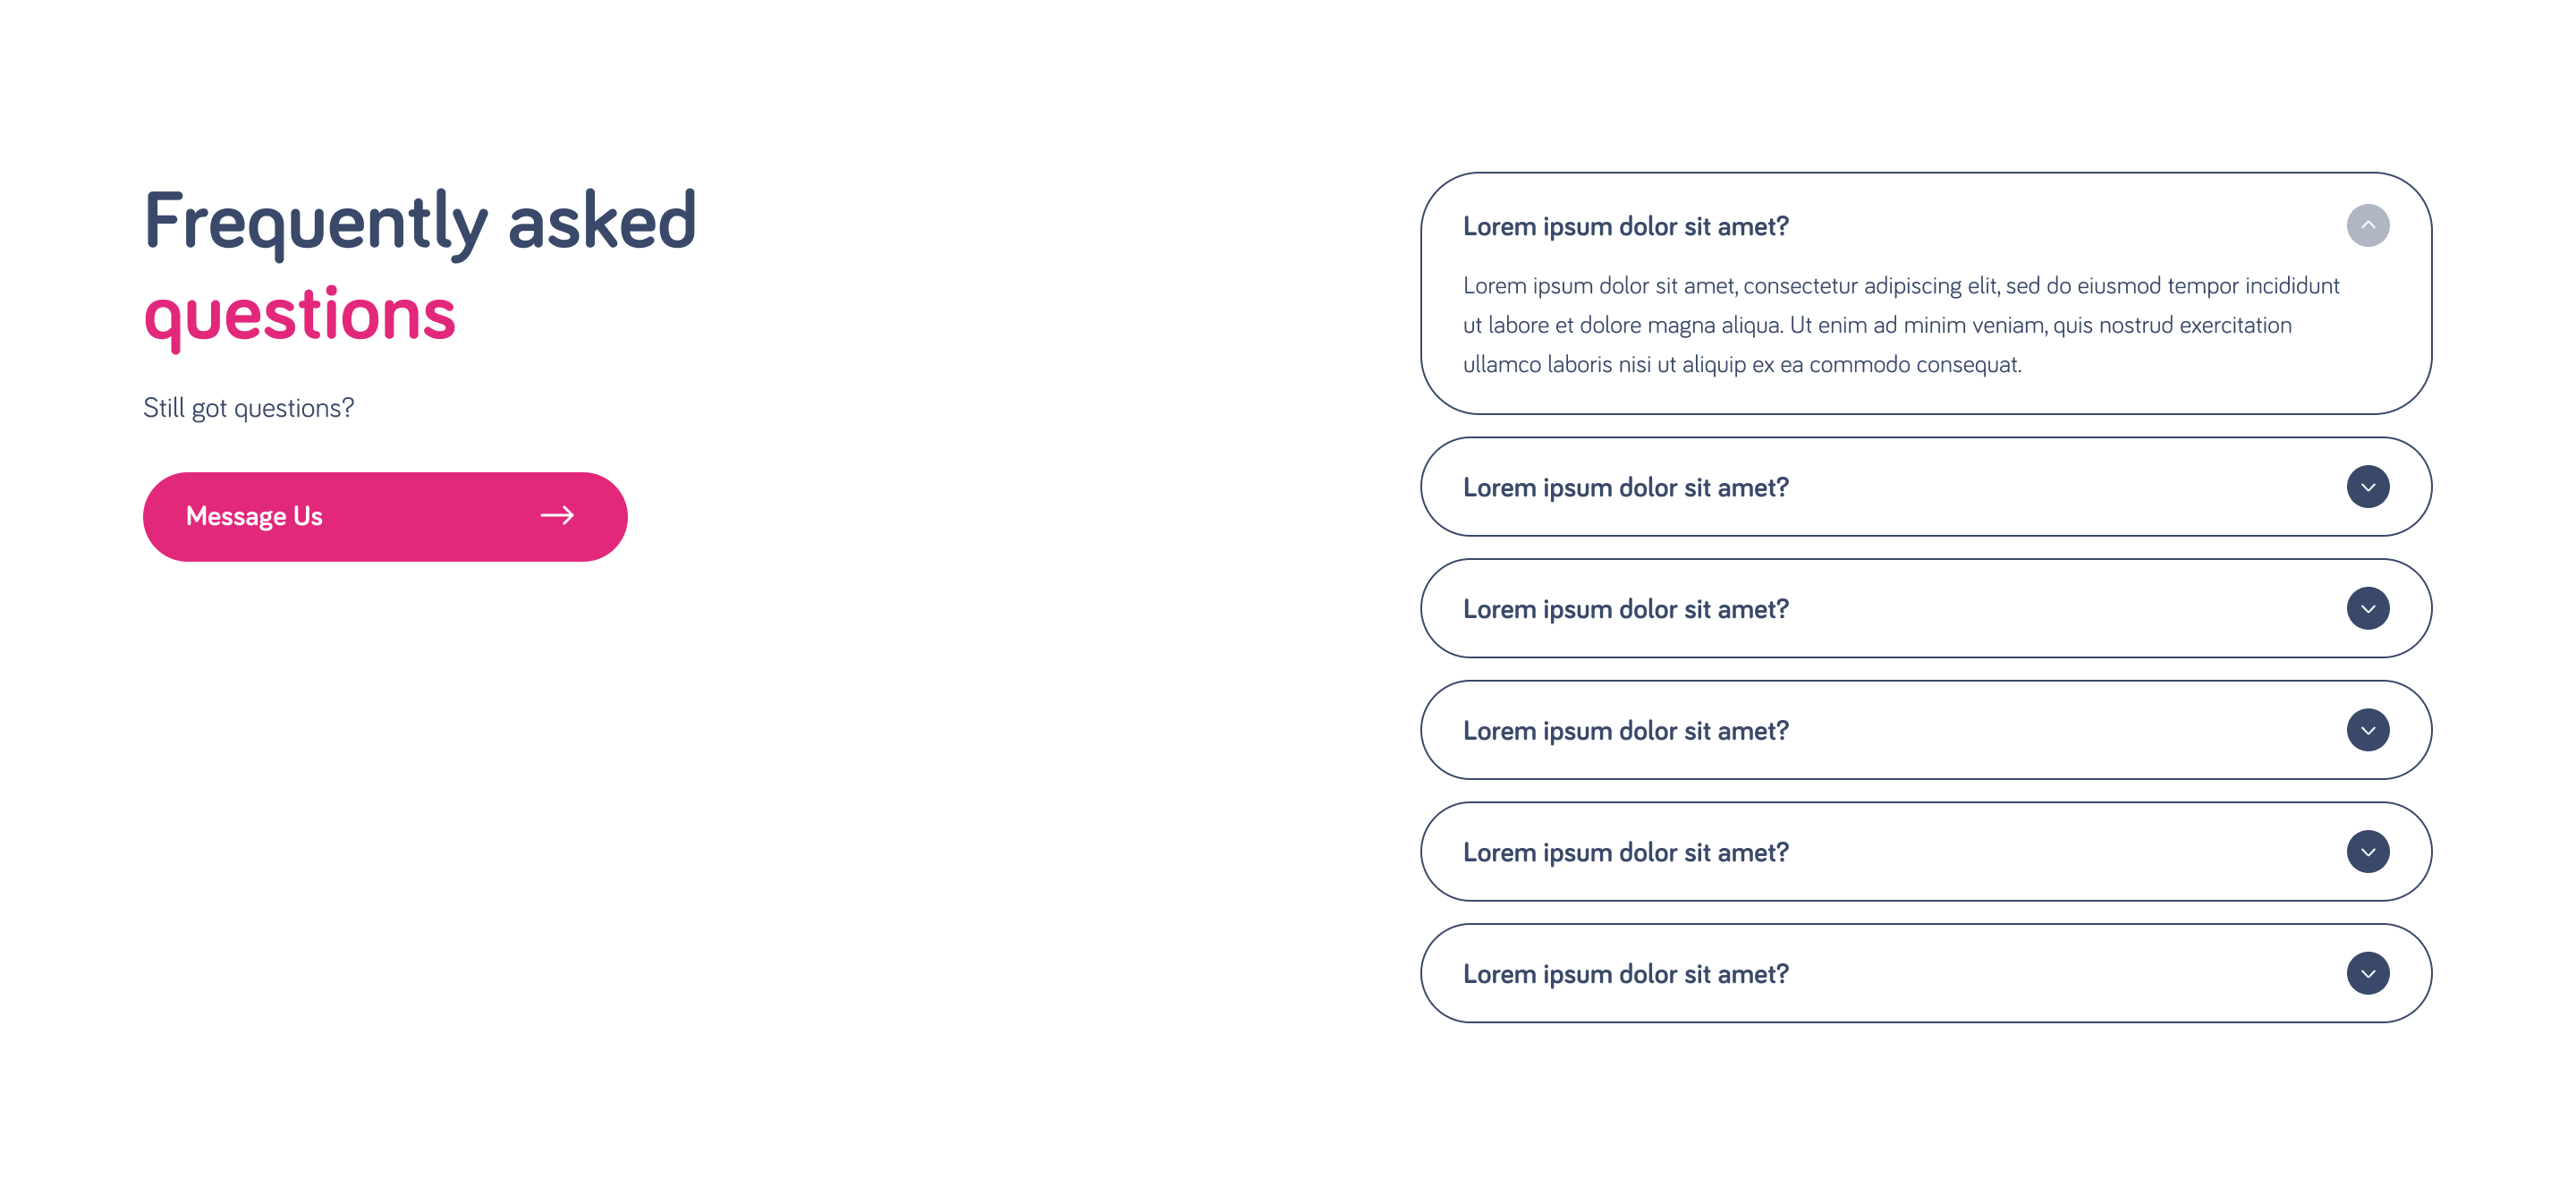 Frequently asked
questions
Still got questions?
Message Us
Lorem ipsum dolor sit amet?
Lorem ipsum dolor sit amet, consectetur adipiscing elit, sed do eiusmod tempor incididunt
ut labore et dolore magna aliqua. Ut enim ad minim veniam, quis nostrud exercitation
ullamco laboris nisi ut aliquip ex ea commodo consequat.
Lorem ipsum dolor sit amet?
Lorem ipsum dolor sit amet?
Lorem ipsum dolor sit amet?
Lorem ipsum dolor sit amet?
Lorem ipsum dolor sit amet?